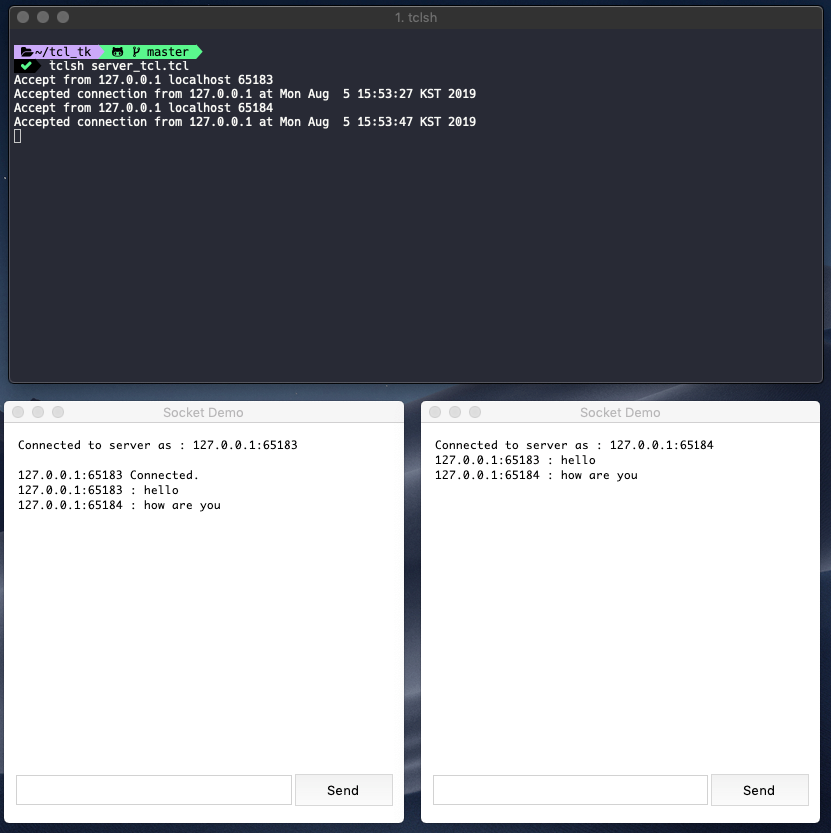 1. tclsh
~/tcl_tk master
tclsh server_tcl.tcl
Accept from 127.0.0.1 localhost 65183
Accepted connection from 127.0.0.1 at Mon Aug  5 15:53:27 KST 2019
Accept from 127.0.0.1 localhost 65184
Accepted connection from 127.0.0.1 at Mon Aug  5 15:53:47 KST 2019
Socket Demo
Connected to server as : 127.0.0.1:65183
127.0.0.1:65183 Connected.
127.0.0.1:65183 : hello
127.0.0.1:65184 : how are you
Send
Socket Demo
Connected to server as : 127.0.0.1:65184
127.0.0.1:65183 : hello
127.0.0.1:65184 : how are you
Send